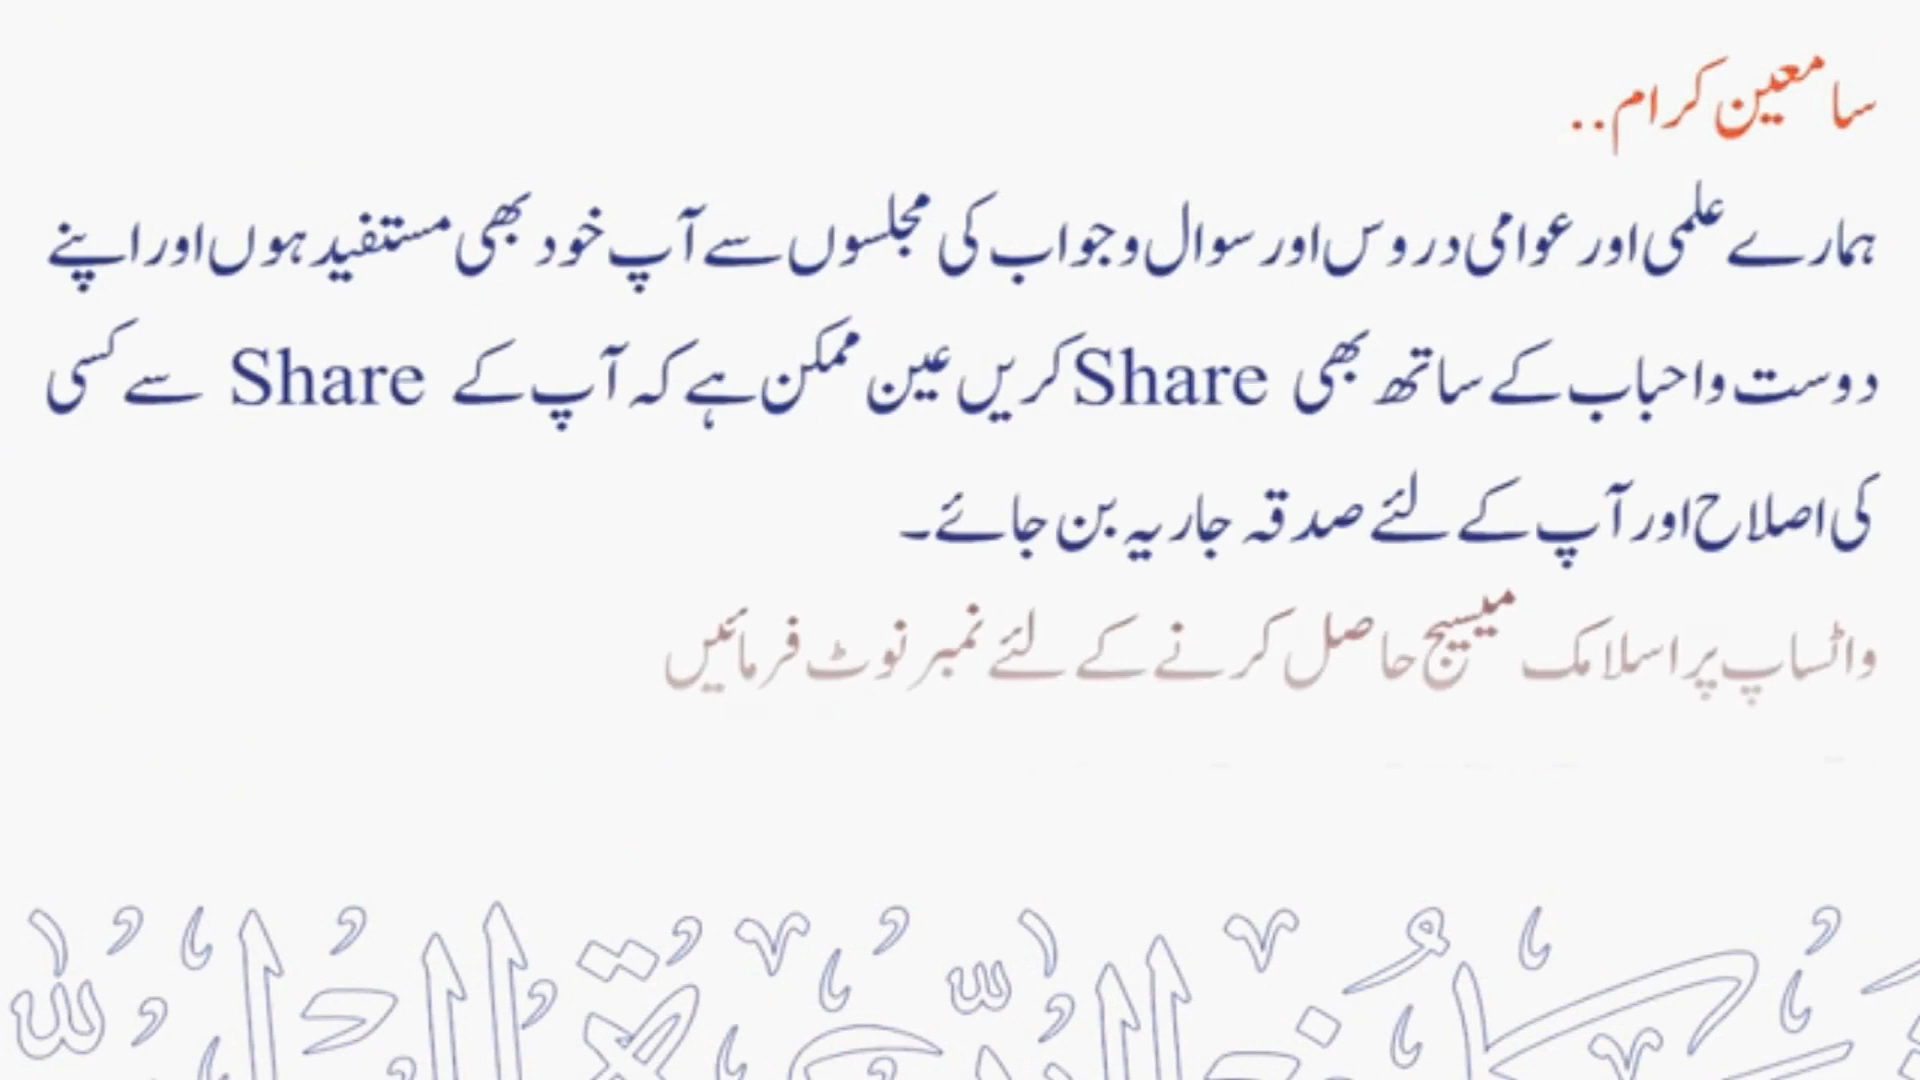 سامعین کرام..
ہمارے علمی اور عوامی دروس اور سوال و جواب کی مجلسوں سے آپ خود بھی مستفید ہوں اور اپنے
دوست و احباب کے ساتھ بھی Share کریں عین ممکن ہے کہ آپ کے Share سے کسی
کی اصلاح اور آپ کے لئے صدقہ جاریہ بن جائے۔
واٹساپ پر اسلامک میسیج حاصل کرنے کے لئے نمبر نوٹ فرمائیں